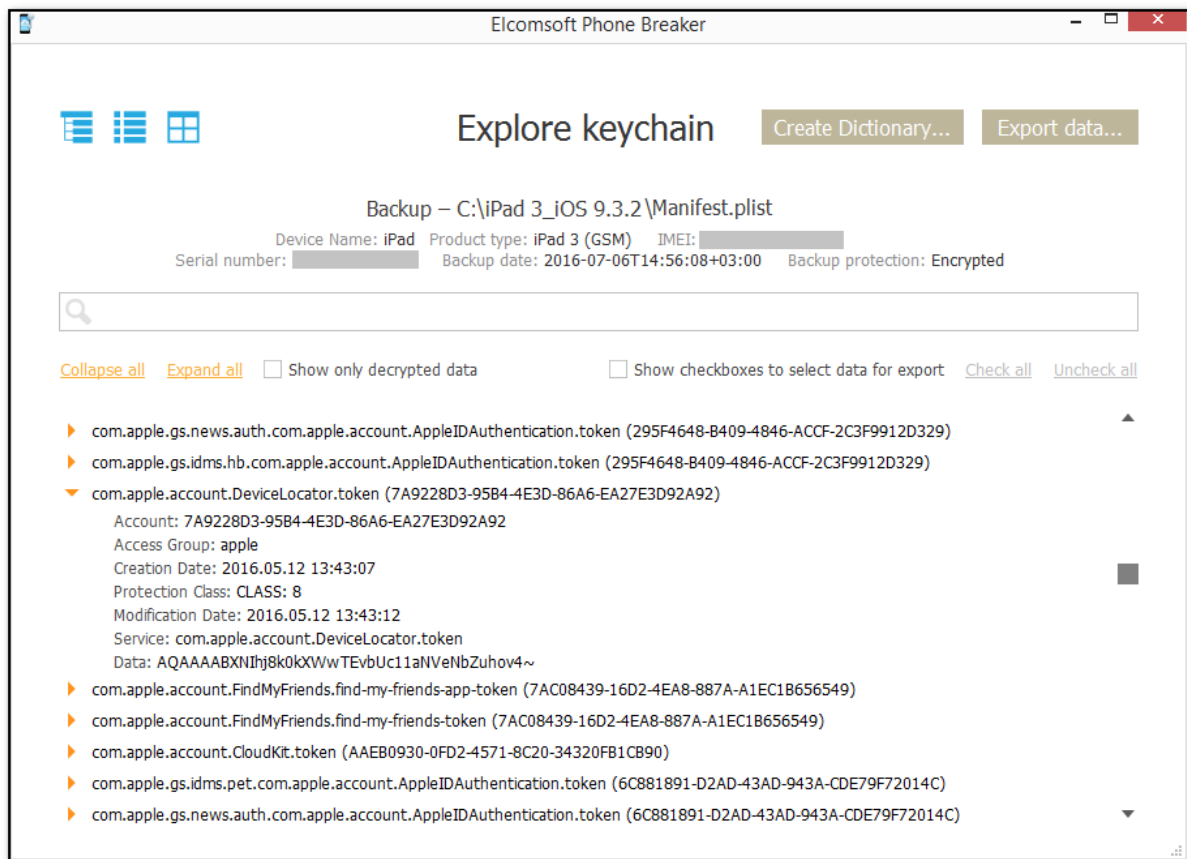 Elcomsoft Phone Breaker
Explore keychain
Create Dictionary...
Export data...
Backup – C:\iPad 3_iOS 9.3.2\Manifest.plist
Device Name: iPad Product type: iPad 3 (GSM) IMEI:
Serial number: Backup date: 2016-07-06T14:56:08+03:00 Backup protection: Encrypted
Collapse all Expand all Show only decrypted data Show checkboxes to select data for export Check all Uncheck all
com.apple.gs.news.auth.com.apple.account.AppleIDAuthentication.token (295F4648-B409-4846-ACCF-2C3F9912D329)
com.apple.gs.idms.hb.com.apple.account.AppleIDAuthentication.token (295F4648-B409-4846-ACCF-2C3F9912D329)
com.apple.account.DeviceLocator.token (7A9228D3-95B4-4E3D-86A6-EA27E3D92A92)
Account: 7A9228D3-95B4-4E3D-86A6-EA27E3D92A92
Access Group: apple
Creation Date: 2016.05.12 13:43:07
Protection Class: CLASS: 8
Modification Date: 2016.05.12 13:43:12
Service: com.apple.account.DeviceLocator.token
Data: AQAAAABXNIhj8k0kXWwTEvbUc11aNVeNbZuhov4~
com.apple.account.FindMyFriends.find-my-friends-app-token (7AC08439-16D2-4EA8-887A-A1EC1B656549)
com.apple.account.FindMyFriends.find-my-friends-token (7AC08439-16D2-4EA8-887A-A1EC1B656549)
com.apple.account.CloudKit.token (AAEB0930-0FD2-4571-8C20-34320FB1CB90)
com.apple.gs.idms.pet.com.apple.account.AppleIDAuthentication.token (6C881891-D2AD-43AD-943A-CDE79F72014C)
com.apple.gs.news.auth.com.apple.account.AppleIDAuthentication.token (6C881891-D2AD-43AD-943A-CDE79F72014C)